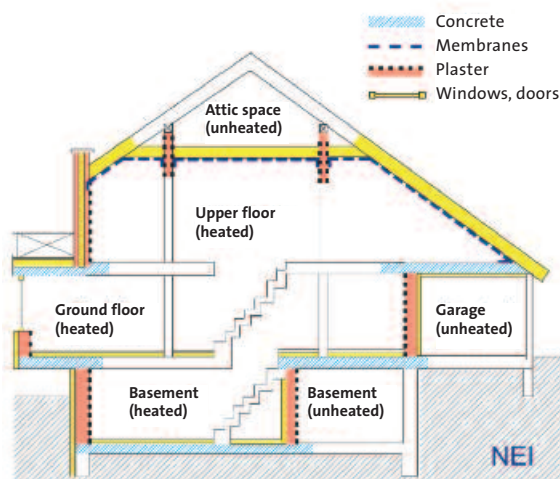 Concrete
Membranes
Plaster
Windows, doors
Attic space
(unheated)
Upper floor
(heated)
Ground floor
(heated)
Garage
(unheated)
Basement
(heated)
Basement
(unheated)
NEI